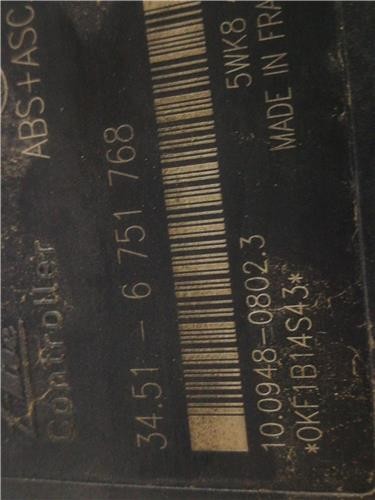 ABS+ASC
Controller
34.51 - 6 751 768
5WK8
MADE IN FRA
10.0948-0802.3
*0KF1B14S43*